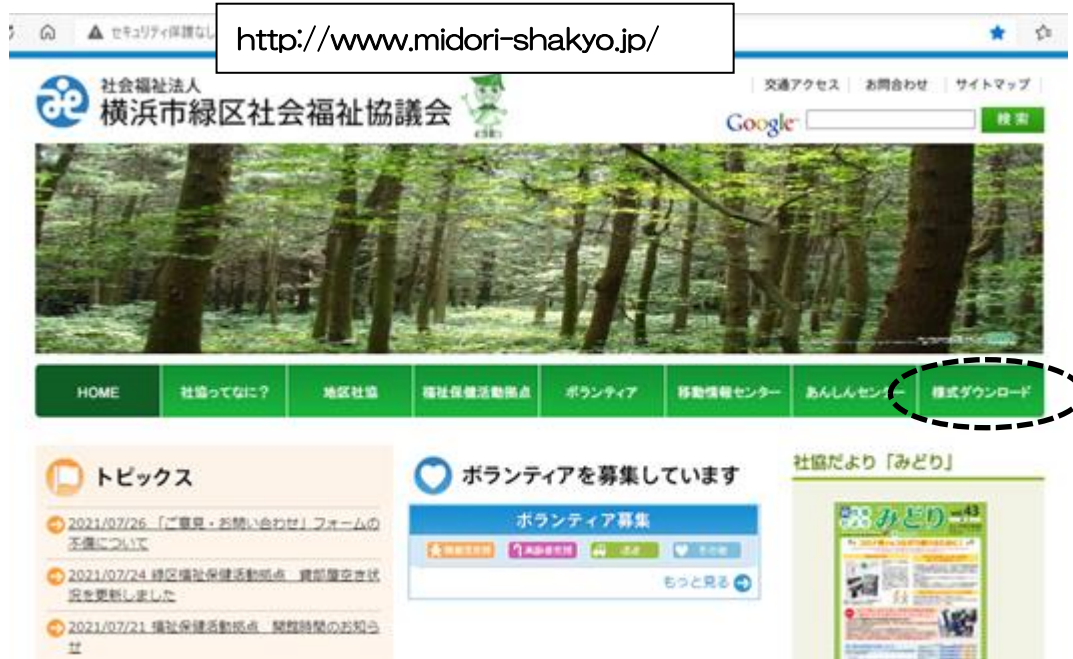 セキュリティ保護なし
http://www.midori-shakyo.jp/
社会福祉法人
横浜市緑区社会福祉協議会
交通アクセス お問合わせ サイトマップ
Google 検索
HOME 社協ってなに？ 地区社協 福祉保健活動拠点 ボランティア 移動情報センター あんしんセンター 様式ダウンロード
トピックス
2021/07/26 「ご意見・お問い合わせ」フォームの
不備について
2021/07/24 緑区福祉保健活動拠点 貸部屋空き状
況を更新しました
2021/07/21 福祉保健活動拠点 開館時間のお知ら
せ
ボランティアを募集しています
ボランティア募集
もっと見る
社協だより「みどり」
みどり 43